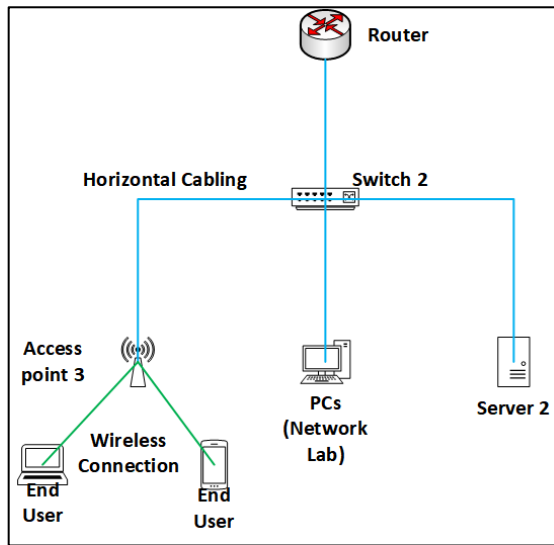 Router
Horizontal Cabling
Switch 2
Access
point 3
PCs
(Network
Lab)
Server 2
Wireless
Connection
End
User
End
User